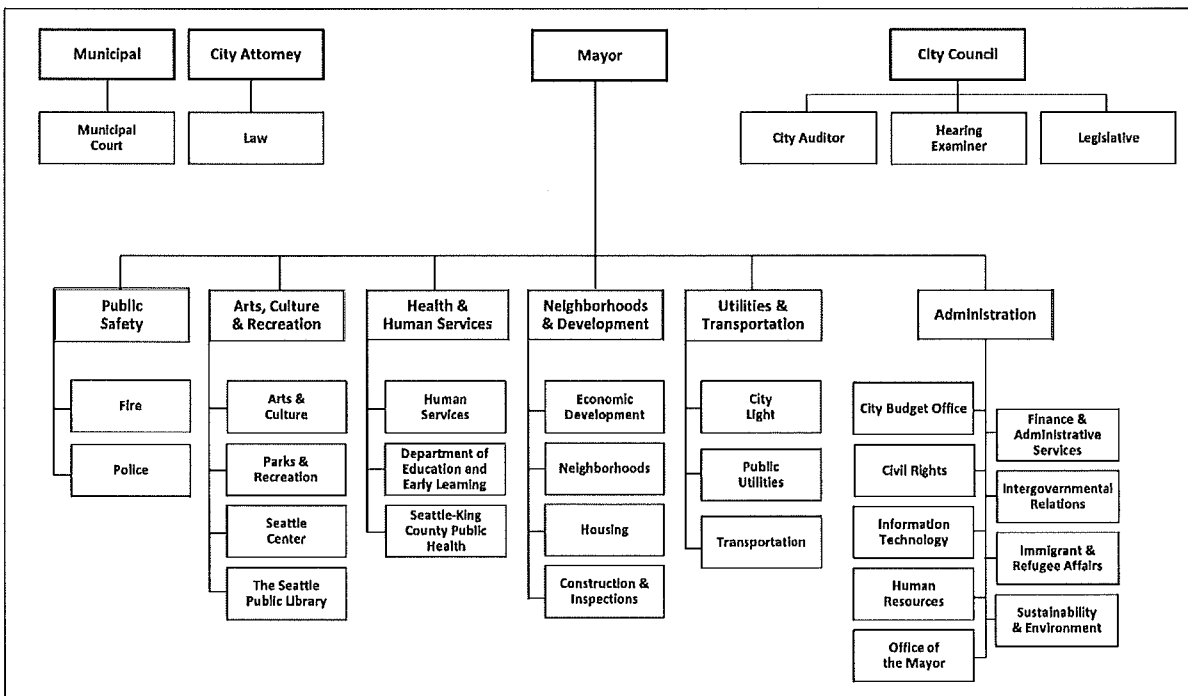 Municipal
City Attorney
Mayor
City Council
Municipal
Court
Law
City Auditor
Hearing
Examiner
Legislative
Public
Safety
Arts, Culture
& Recreation
Health &
Human Services
Neighborhoods
& Development
Utilities &
Transportation
Administration
Fire
Police
Arts &
Culture
Parks &
Recreation
Seattle
Center
The Seattle
Public Library
Human
Services
Department of
Education and
Early Learning
Seattle-King
County Public
Health
Economic
Development
Neighborhoods
Housing
Construction &
Inspections
City
Light
Public
Utilities
Transportation
City Budget Office
Finance &
Administrative
Services
Civil Rights
Intergovernmental
Relations
Information
Technology
Immigrant &
Refugee Affairs
Human
Resources
Sustainability
& Environment
Office of
the Mayor